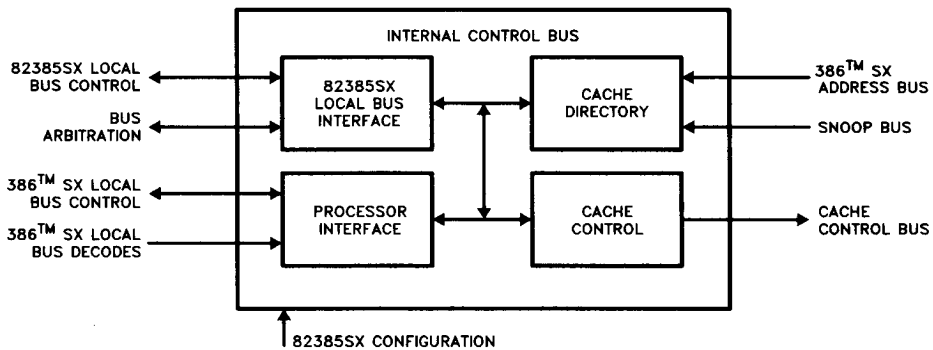 INTERNAL CONTROL BUS
82385SX LOCAL
BUS CONTROL
BUS
ARBITRATION
386™ SX LOCAL
BUS CONTROL
386™ SX LOCAL
BUS DECODES
82385SX
LOCAL BUS
INTERFACE
CACHE
DIRECTORY
PROCESSOR
INTERFACE
CACHE
CONTROL
386™ SX
ADDRESS BUS
SNOOP BUS
CACHE
CONTROL BUS
82385SX CONFIGURATION